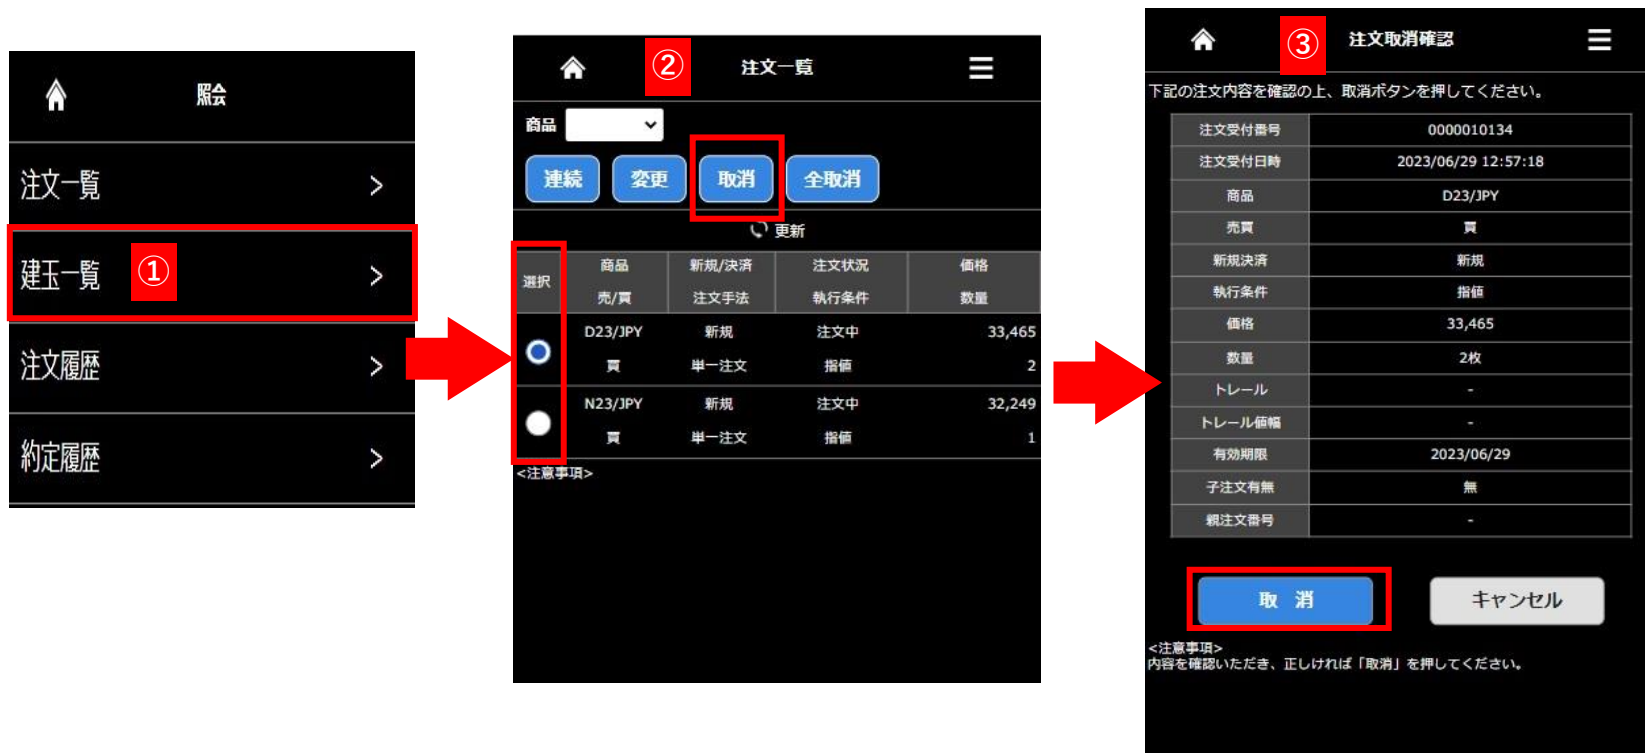 照会
注文一覧 >
建玉一覧 ① >
注文履歴 >
約定履歴 >
② 注文一覧
商品
連続 変更 取消 全取消
更新
選択 商品 新規/決済 注文状況 価格
売/買 注文手法 執行条件 数量
D23/JPY 新規 注文中 33,465
買 単一注文 指値 2
N23/JPY 新規 注文中 32,249
買 単一注文 指値 1
<注意事項>
③ 注文取消確認
下記の注文内容を確認の上、取消ボタンを押してください。
注文受付番号 0000010134
注文受付日時 2023/06/29 12:57:18
商品 D23/JPY
売買 買
新規決済 新規
執行条件 指値
価格 33,465
数量 2枚
トレール -
トレール値幅 -
有効期限 2023/06/29
子注文有無 無
親注文番号 -
取 消 キャンセル
<注意事項>
内容を確認いただき、正しければ「取消」を押してください。